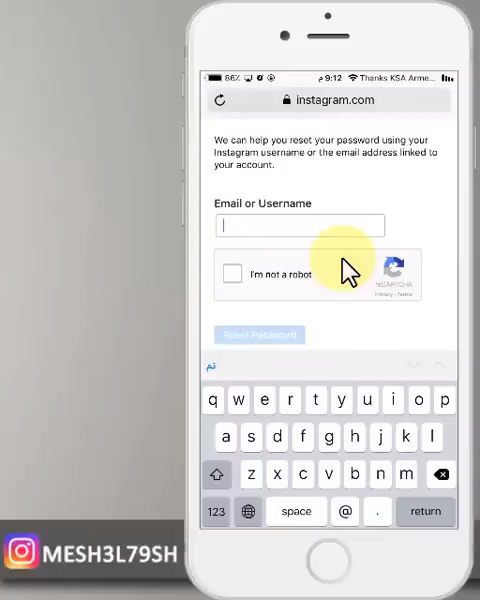 86% 9:12 م Thanks KSA Arme...
instagram.com
We can help you reset your password using your
Instagram username or the email address linked to
your account.
Email or Username
I'm not a robot
reCAPTCHA
Privacy - Terms
Reset Password
تم
q w e r t y u i o p
a s d f g h j k l
z x c v b n m
123 space @ . return
MESH3L79SH